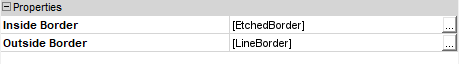 Properties
Inside Border [EtchedBorder] ...
Outside Border [LineBorder] ...